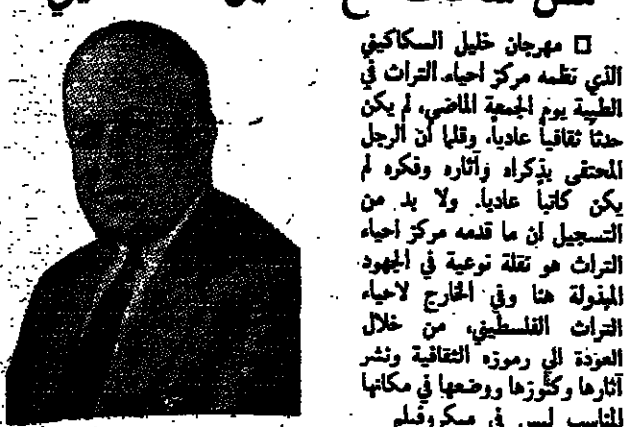 □ مهرجان خليل السكاكيني
الذي نظمه مركز احياء التراث في
الطيبة يوم الجمعة الماضي، لم يكن
حدثاً ثقافياً عادياً، وقلما لأن الرجل
المحتفى بذكراه وآثاره وفكره لم
يكن كاتباً عادياً. ولا بد من
التسجيل ان ما قدمه مركز احياء
التراث هو نقلة نوعية في الجهود
المبذولة هنا وفي الخارج لاحياء
التراث الفلسطيني، من خلال
العودة الى رموزه الثقافية ونشر
آثارها وكنوزها ووضعها في مكانها
المناسب ليس في ميكروفيلم